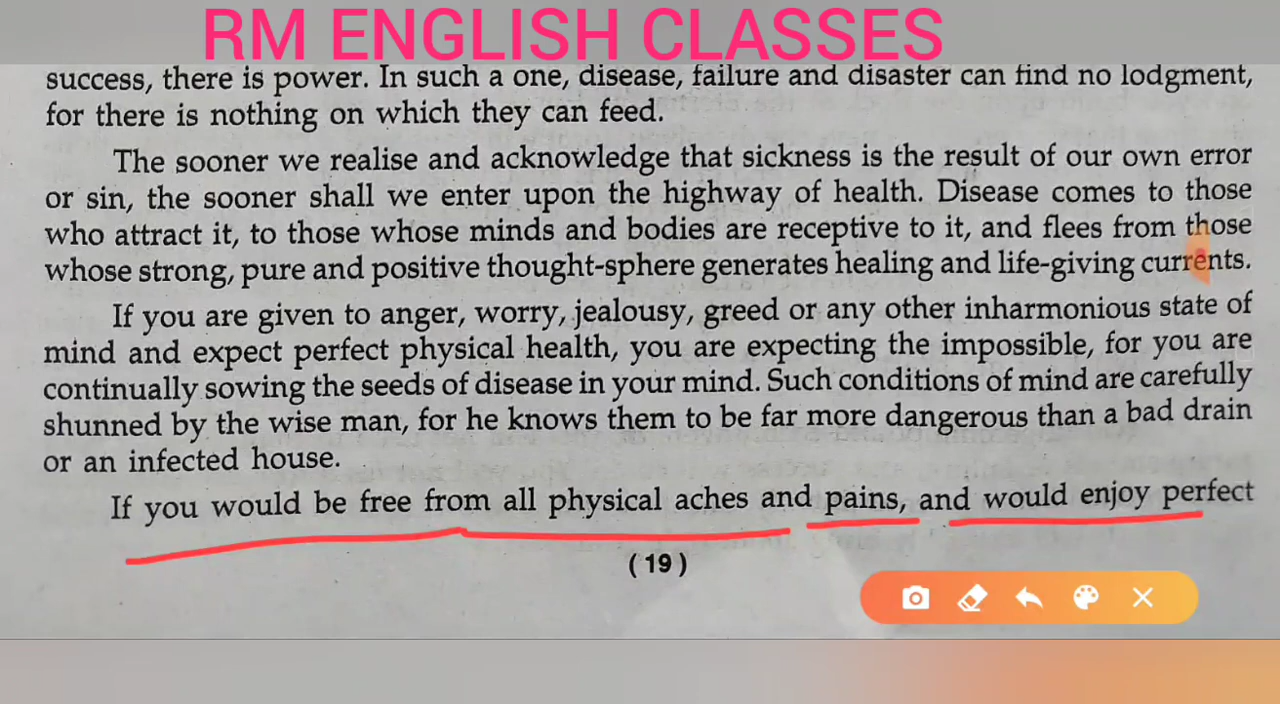 RM ENGLISH CLASSES
success, there is power. In such a one, disease, failure and disaster can find no lodgment,
for there is nothing on which they can feed.
The sooner we realise and acknowledge that sickness is the result of our own error
or sin, the sooner shall we enter upon the highway of health. Disease comes to those
who attract it, to those whose minds and bodies are receptive to it, and flees from those
whose strong, pure and positive thought-sphere generates healing and life-giving currents.
If you are given to anger, worry, jealousy, greed or any other inharmonious state of
mind and expect perfect physical health, you are expecting the impossible, for you are
continually sowing the seeds of disease in your mind. Such conditions of mind are carefully
shunned by the wise man, for he knows them to be far more dangerous than a bad drain
or an infected house.
If you would be free from all physical aches and pains, and would enjoy perfect
( 19 )